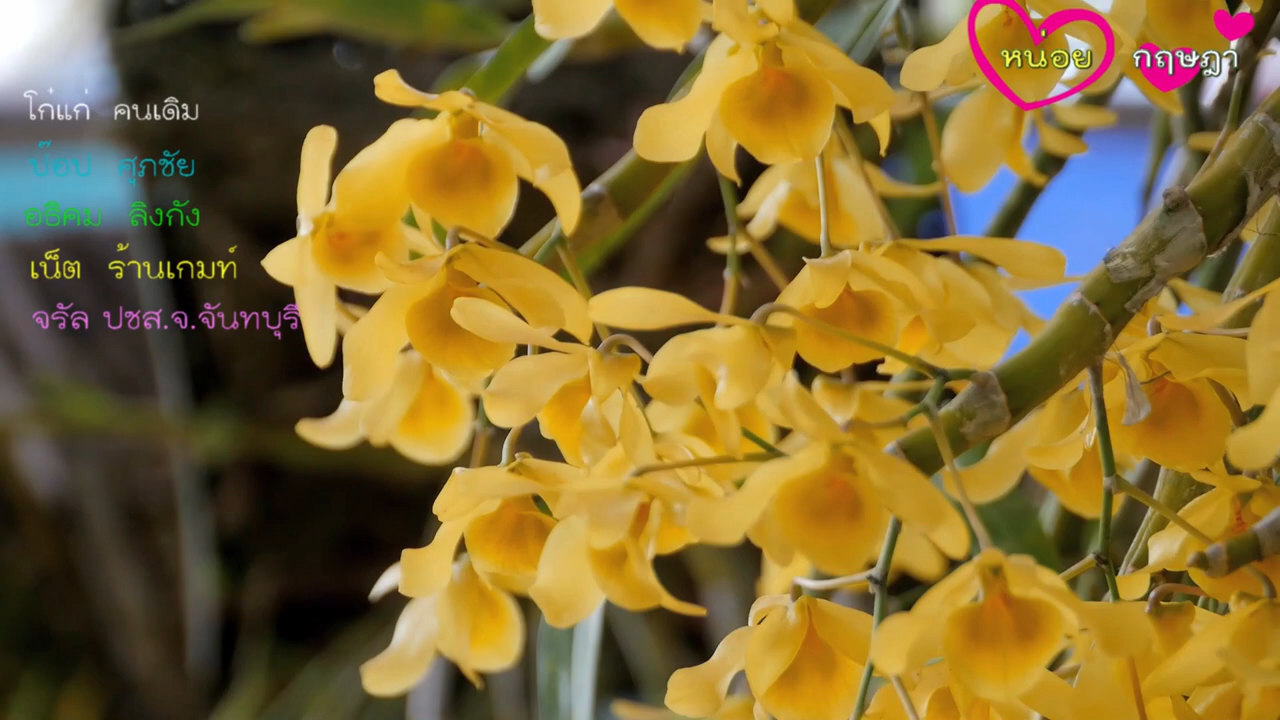 หน่อย กฤษฎา
โก๋แก่ คนเดิม
ป๊อป ศุภชัย
อธิคม ลิงกัง
เน็ต ร้านเกมท์
จรัล ปชส.จ.จันทบุรี